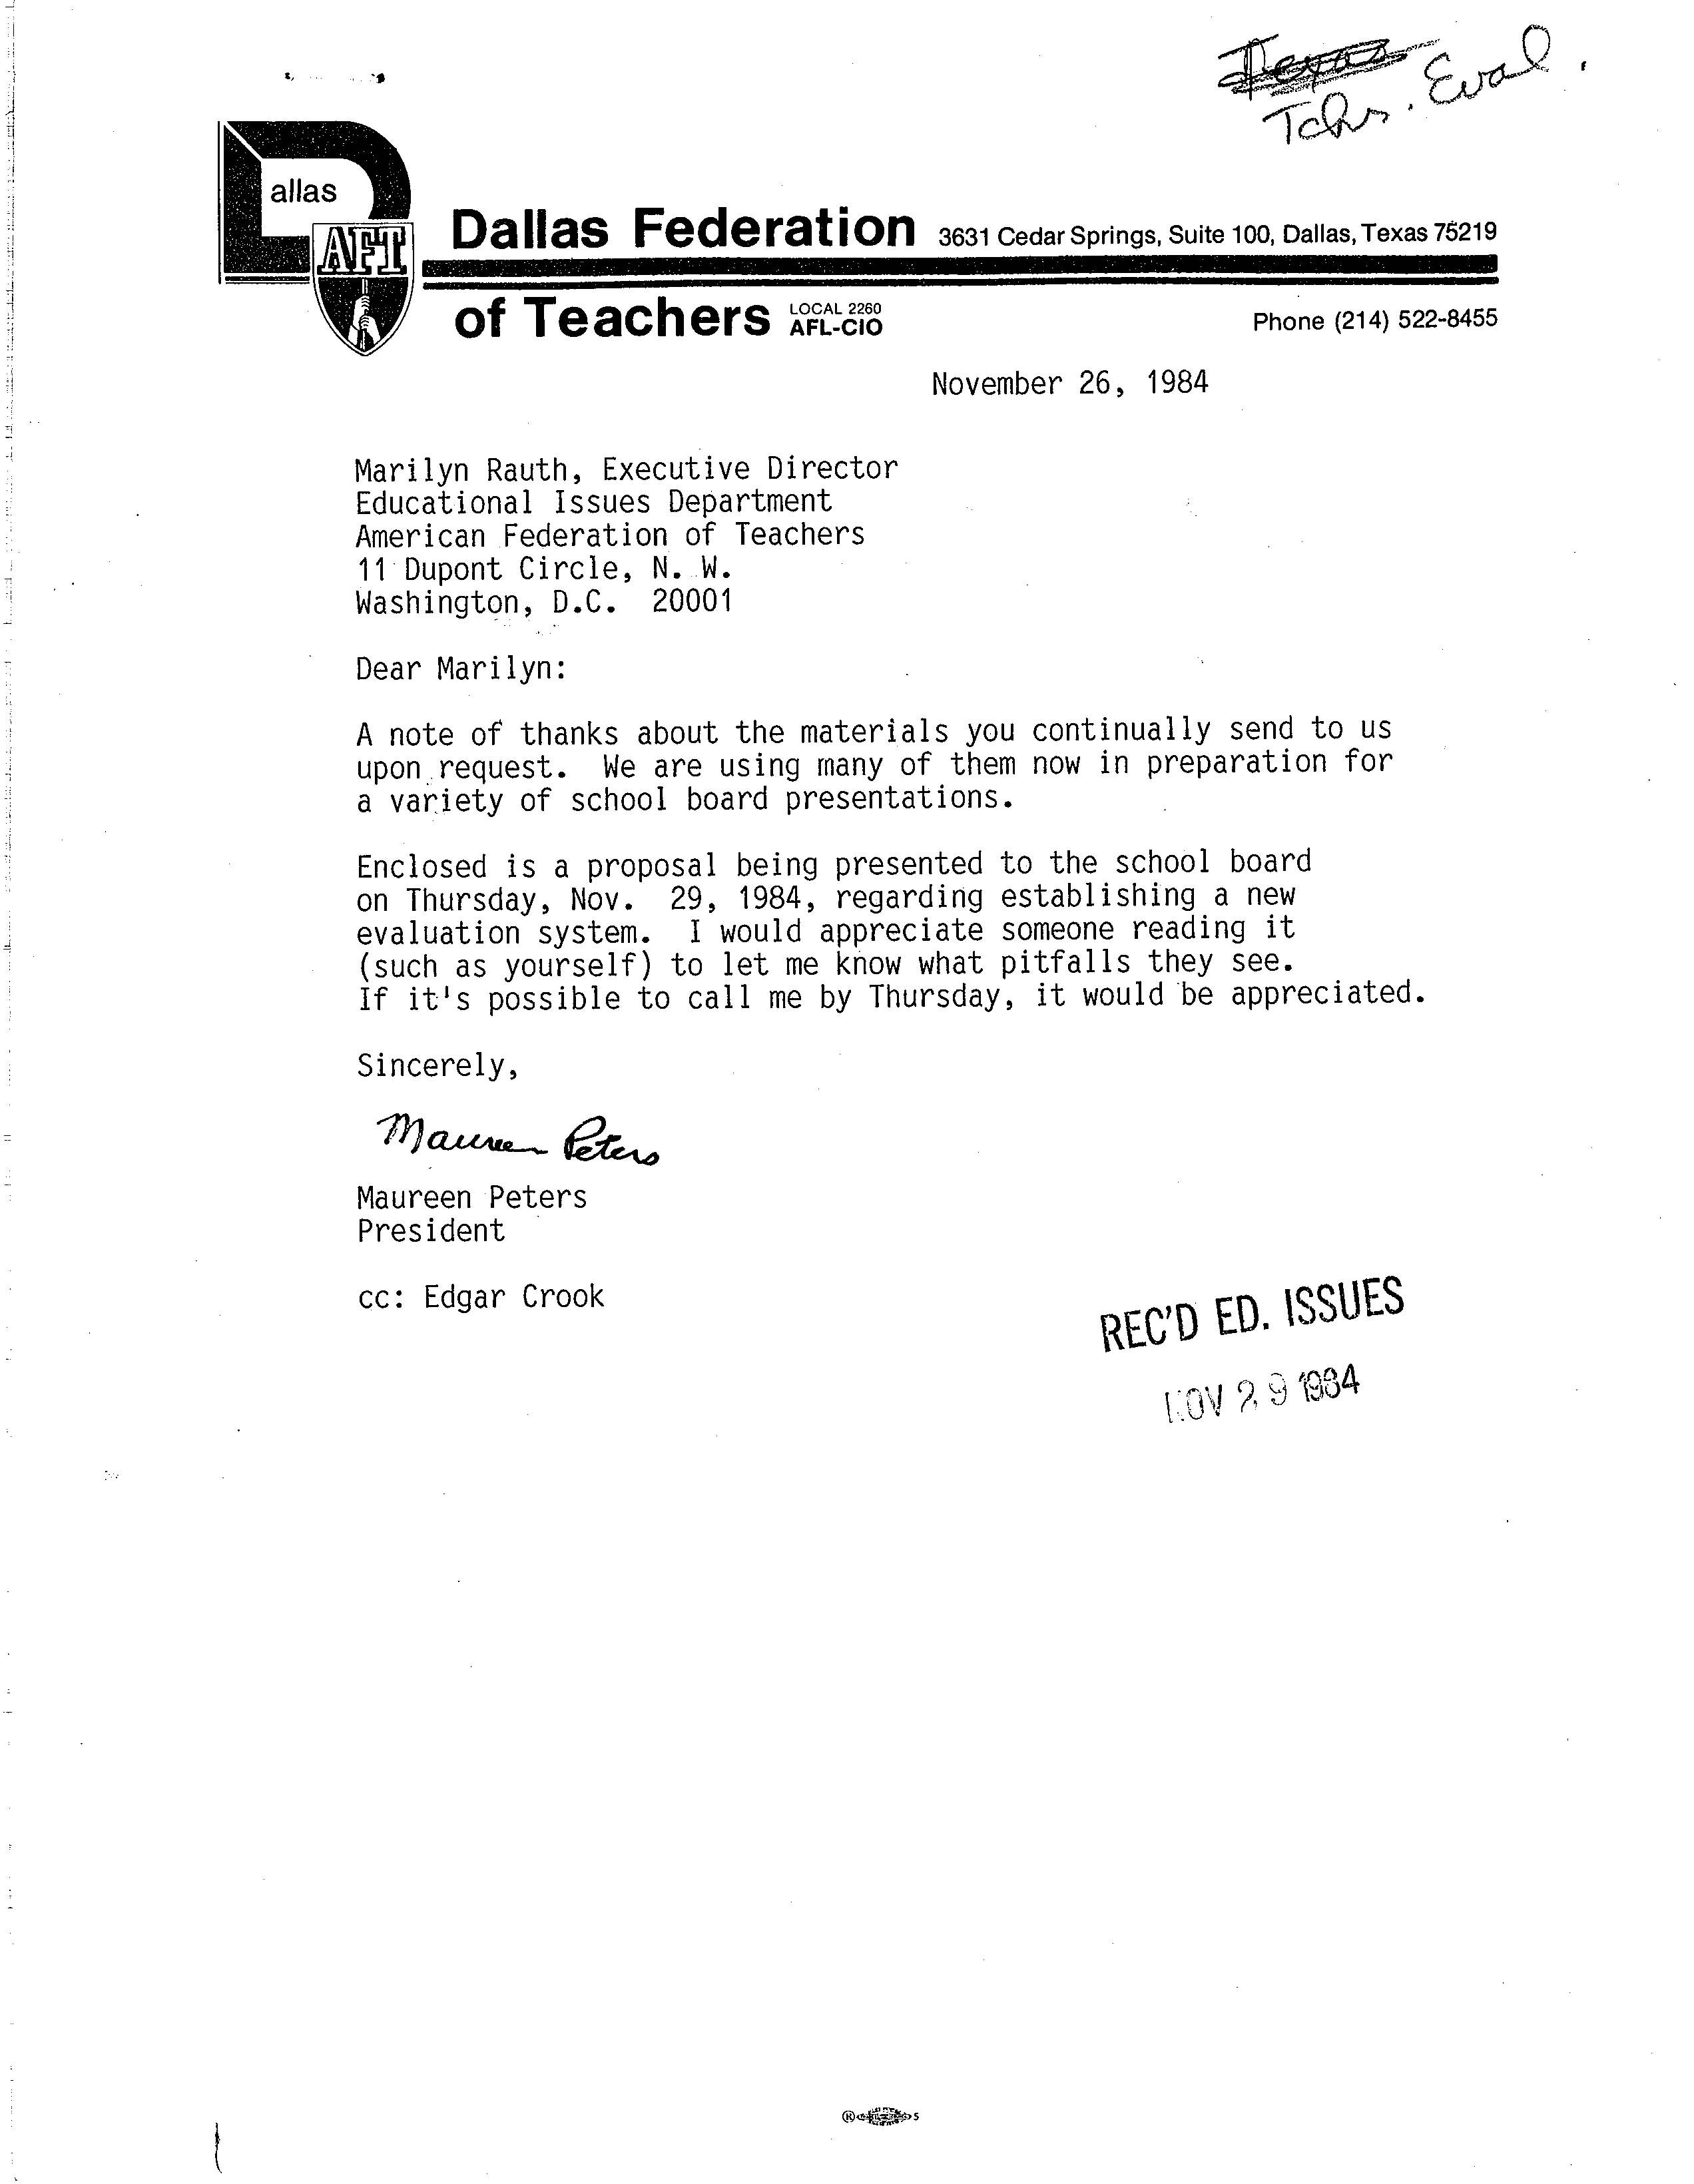 Texas
Tchrs. Eval.
allas
AFT
Dallas Federation 3631 Cedar Springs, Suite 100, Dallas, Texas 75219
of Teachers LOCAL 2260 AFL-CIO Phone (214) 522-8455
November 26, 1984
Marilyn Rauth, Executive Director
Educational Issues Department
American Federation of Teachers
11 Dupont Circle, N. W.
Washington, D.C.  20001
Dear Marilyn:
A note of thanks about the materials you continually send to us
upon request.  We are using many of them now in preparation for
a variety of school board presentations.
Enclosed is a proposal being presented to the school board
on Thursday, Nov.  29, 1984, regarding establishing a new
evaluation system.  I would appreciate someone reading it
(such as yourself) to let me know what pitfalls they see.
If it's possible to call me by Thursday, it would be appreciated.
Sincerely,
Maureen Peters
Maureen Peters
President
cc: Edgar Crook
REC'D ED. ISSUES
NOV 29 1984